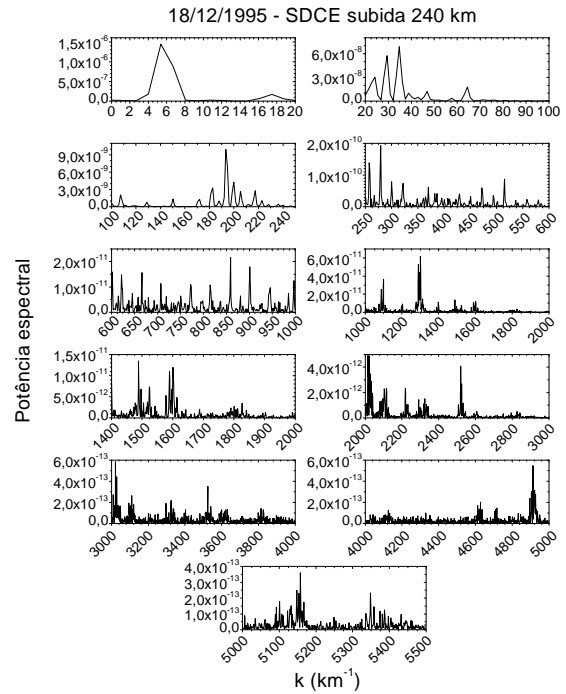 18/12/1995 - SDCE subida 240 km
1,5x10⁻⁶
1,0x10⁻⁶
5,0x10⁻⁷
0,0
0 2 4 6 8 10 12 14 16 18 20
6,0x10⁻⁸
3,0x10⁻⁸
0,0
20 30 40 50 60 70 80 90 100
9,0x10⁻⁹
6,0x10⁻⁹
3,0x10⁻⁹
0,0
100 120 140 160 180 200 220 240
2,0x10⁻¹⁰
1,0x10⁻¹⁰
0,0
250 300 350 400 450 500 550 600
2,0x10⁻¹¹
1,0x10⁻¹¹
0,0
600 650 700 750 800 850 900 950 1000
6,0x10⁻¹¹
4,0x10⁻¹¹
2,0x10⁻¹¹
0,0
1000 1200 1400 1600 1800 2000
1,5x10⁻¹¹
1,0x10⁻¹¹
5,0x10⁻¹²
0,0
1400 1500 1600 1700 1800 1900 2000
4,0x10⁻¹²
2,0x10⁻¹²
0,0
2000 2200 2400 2600 2800 3000
6,0x10⁻¹³
4,0x10⁻¹³
2,0x10⁻¹³
0,0
3000 3200 3400 3600 3800 4000
6,0x10⁻¹³
4,0x10⁻¹³
2,0x10⁻¹³
0,0
4000 4200 4400 4600 4800 5000
4,0x10⁻¹³
3,0x10⁻¹³
2,0x10⁻¹³
1,0x10⁻¹³
0,0
5000 5100 5200 5300 5400 5500
Potência espectral
k (km⁻¹)